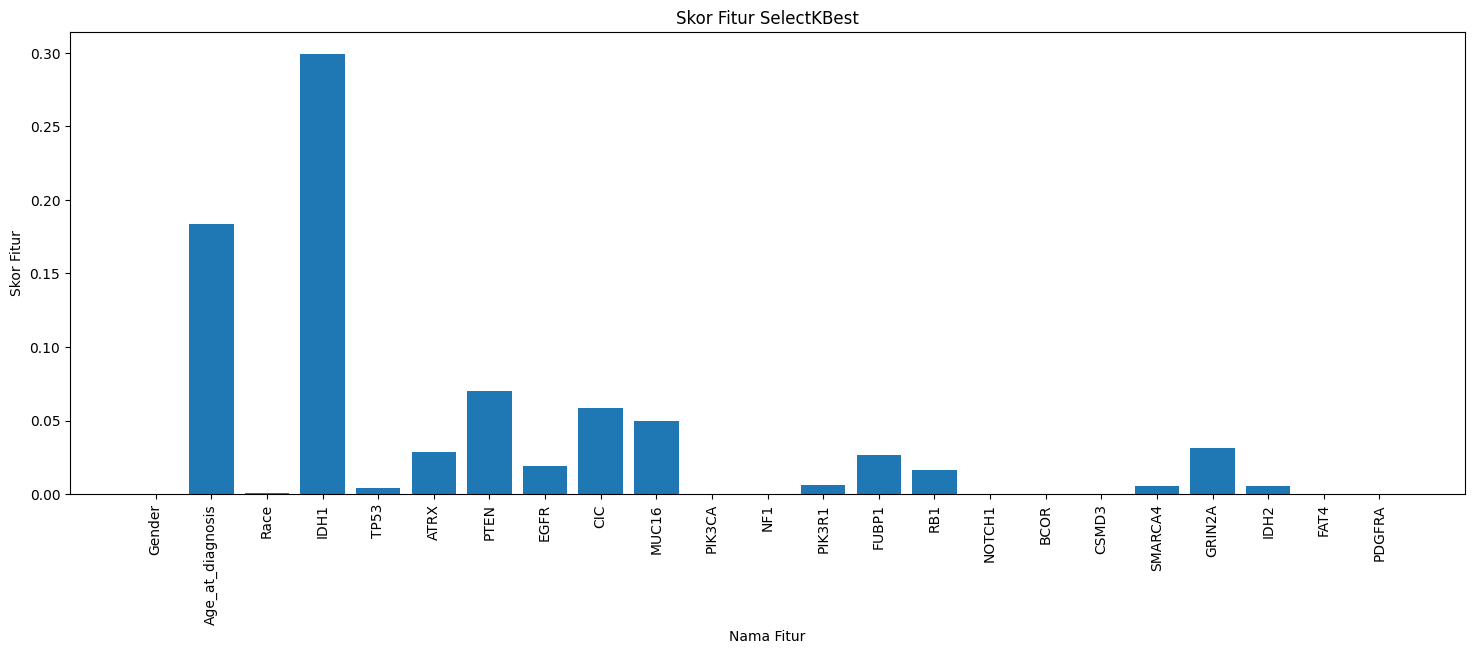 Skor Fitur SelectKBest
Skor Fitur
0.30
0.25
0.20
0.15
0.10
0.05
0.00
Gender
Age_at_diagnosis
Race
IDH1
TP53
ATRX
PTEN
EGFR
CIC
MUC16
PIK3CA
NF1
PIK3R1
FUBP1
RB1
NOTCH1
BCOR
CSMD3
SMARCA4
GRIN2A
IDH2
FAT4
PDGFRA
Nama Fitur